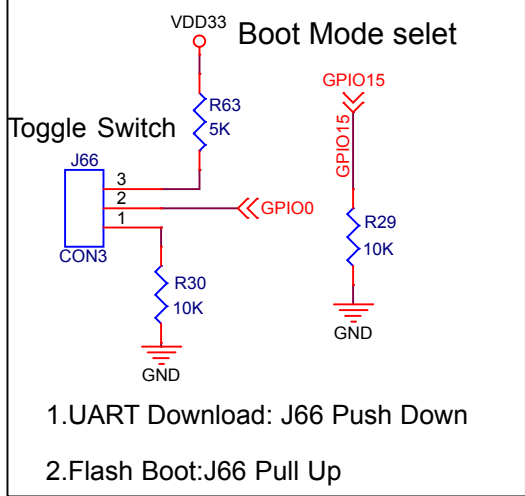 VDD33
Boot Mode selet
GPIO15
R63
5K
Toggle Switch
GPIO15
J66
3
2
GPIO0
1
R29
10K
CON3
R30
10K
GND
GND
1.UART Download: J66 Push Down
2.Flash Boot:J66 Pull Up